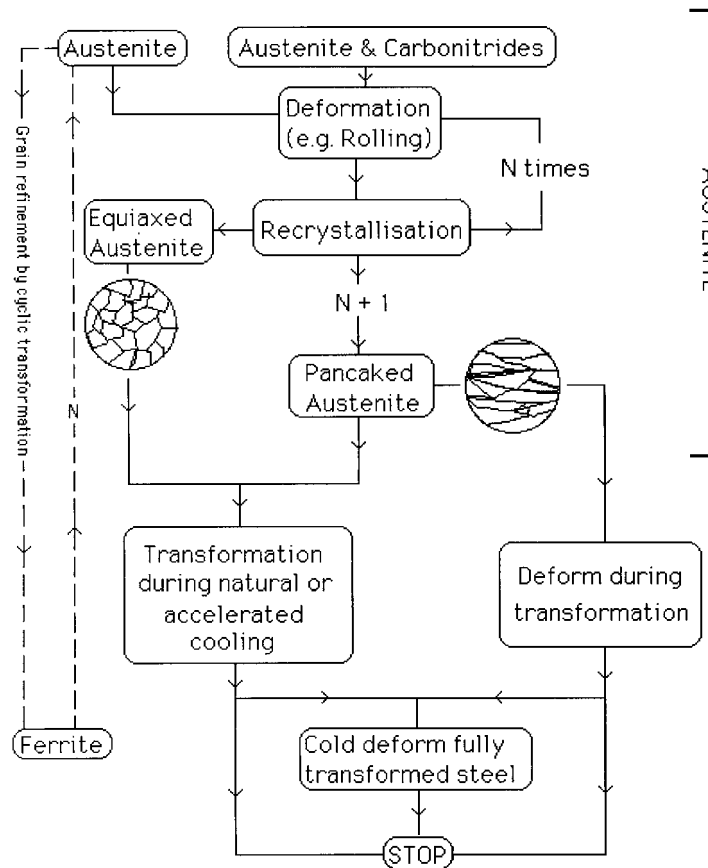 Austenite
Austenite & Carbonitrides
Deformation
(e.g. Rolling)
N times
Equiaxed
Austenite
Recrystallisation
N + 1
Pancaked
Austenite
Grain refinement by cyclic transformation
N
Transformation
during natural or
accelerated
cooling
Deform during
transformation
Ferrite
Cold deform fully
transformed steel
STOP